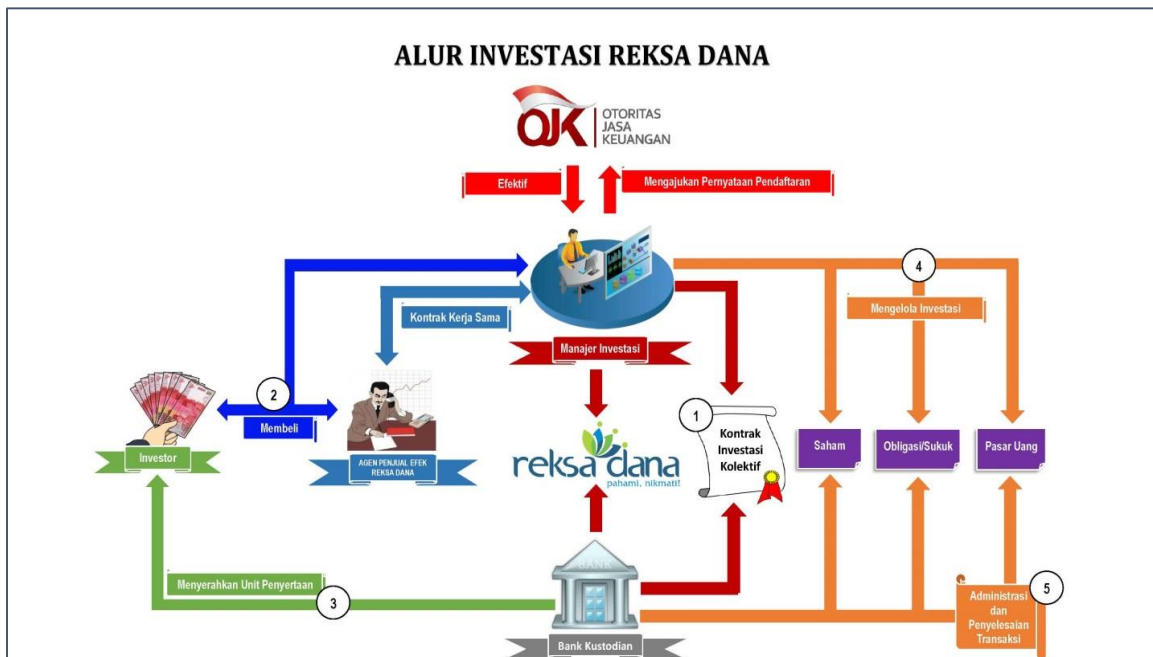 ALUR INVESTASI REKSA DANA
OJK
OTORITAS
JASA
KEUANGAN
Efektif
Mengajukan Pernyataan Pendaftaran
4
Mengelola Investasi
Kontrak Kerja Sama
Manajer Investasi
2
Membeli
1
Kontrak
Investasi
Kolektif
Saham
Obligasi/Sukuk
Pasar Uang
Investor
AGEN PENJUAL EFEK
REKSA DANA
reksa dana
pahami, nikmati!
BANK
Menyerahkan Unit Penyertaan
3
5
Administrasi
dan
Penyelesaian
Transaksi
Bank Kustodian